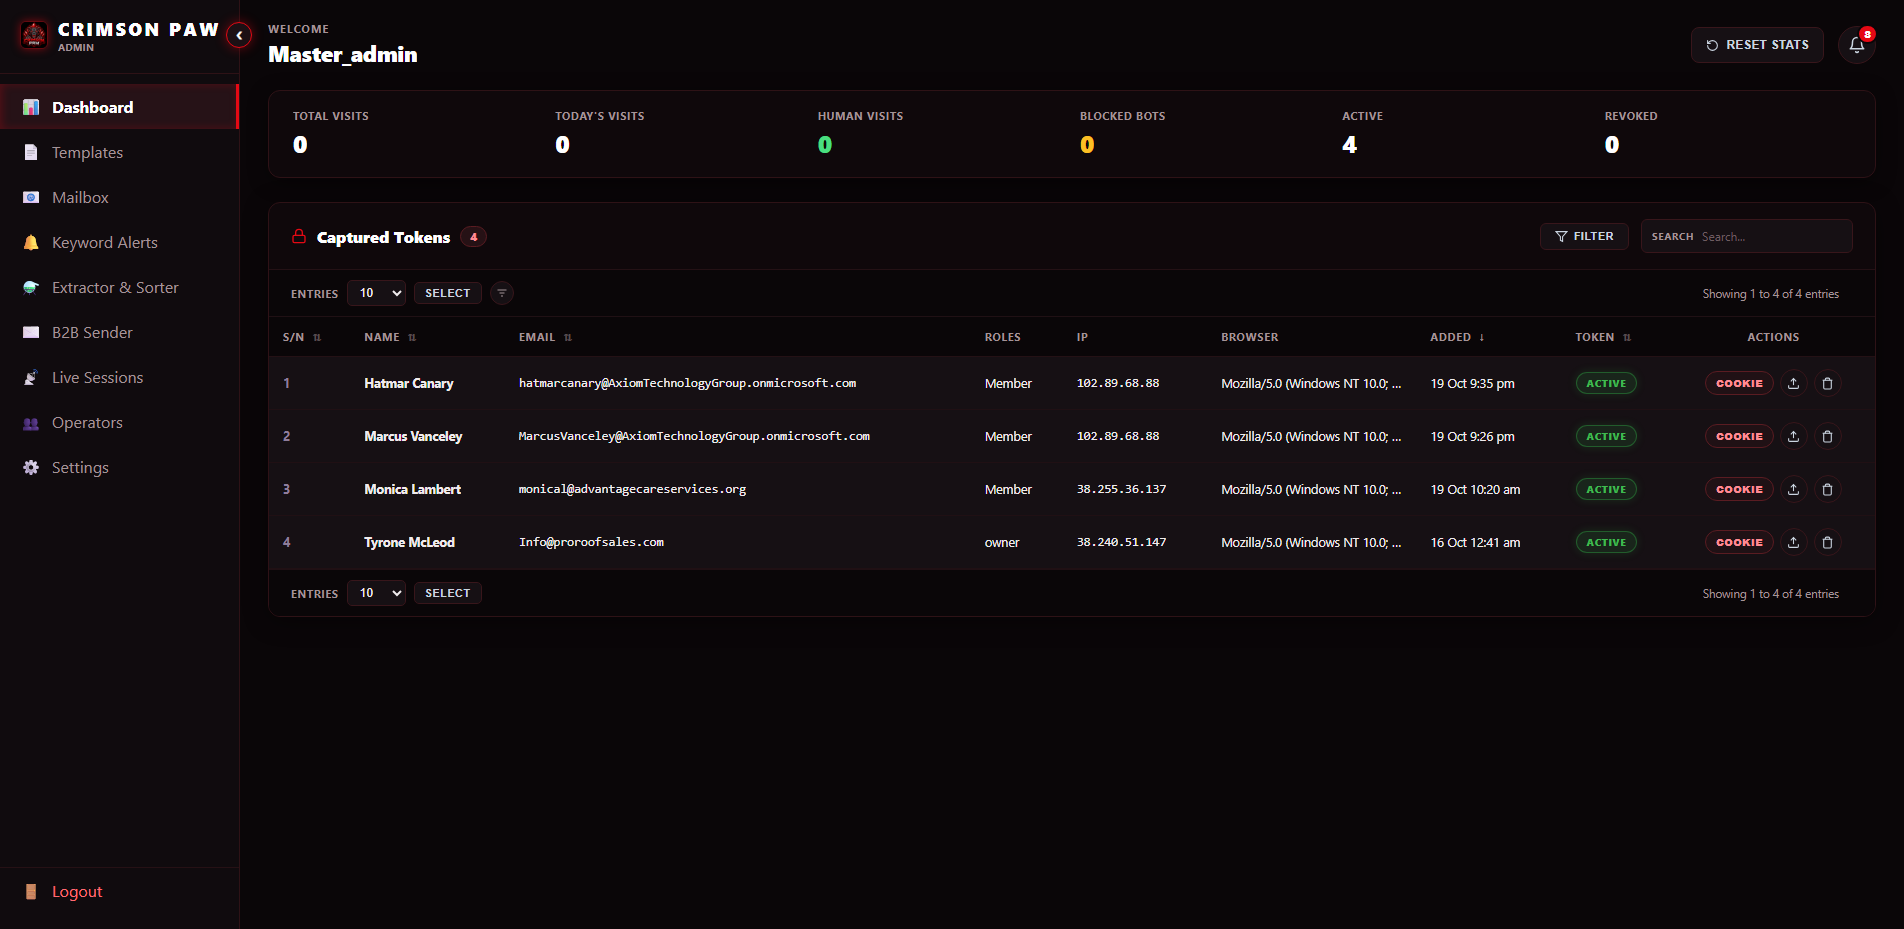 CRIMSON PAW
ADMIN
Dashboard
Templates
Mailbox
Keyword Alerts
Extractor & Sorter
B2B Sender
Live Sessions
Operators
Settings
Logout
WELCOME
Master_admin
RESET STATS
8
TOTAL VISITS TODAY'S VISITS HUMAN VISITS BLOCKED BOTS ACTIVE REVOKED
0 0 0 0 4 0
Captured Tokens 4
FILTER
SEARCH Search...
ENTRIES 10 SELECT
Showing 1 to 4 of 4 entries
S/N NAME EMAIL ROLES IP BROWSER ADDED ↓ TOKEN ACTIONS
1 Hatmar Canary hatmarcanary@AxiomTechnologyGroup.onmicrosoft.com Member 102.89.68.88 Mozilla/5.0 (Windows NT 10.0; ... 19 Oct 9:35 pm ACTIVE COOKIE
2 Marcus Vanceley MarcusVanceley@AxiomTechnologyGroup.onmicrosoft.com Member 102.89.68.88 Mozilla/5.0 (Windows NT 10.0; ... 19 Oct 9:26 pm ACTIVE COOKIE
3 Monica Lambert monical@advantagecareservices.org Member 38.255.36.137 Mozilla/5.0 (Windows NT 10.0; ... 19 Oct 10:20 am ACTIVE COOKIE
4 Tyrone McLeod Info@proroofsales.com owner 38.240.51.147 Mozilla/5.0 (Windows NT 10.0; ... 16 Oct 12:41 am ACTIVE COOKIE
ENTRIES 10 SELECT
Showing 1 to 4 of 4 entries